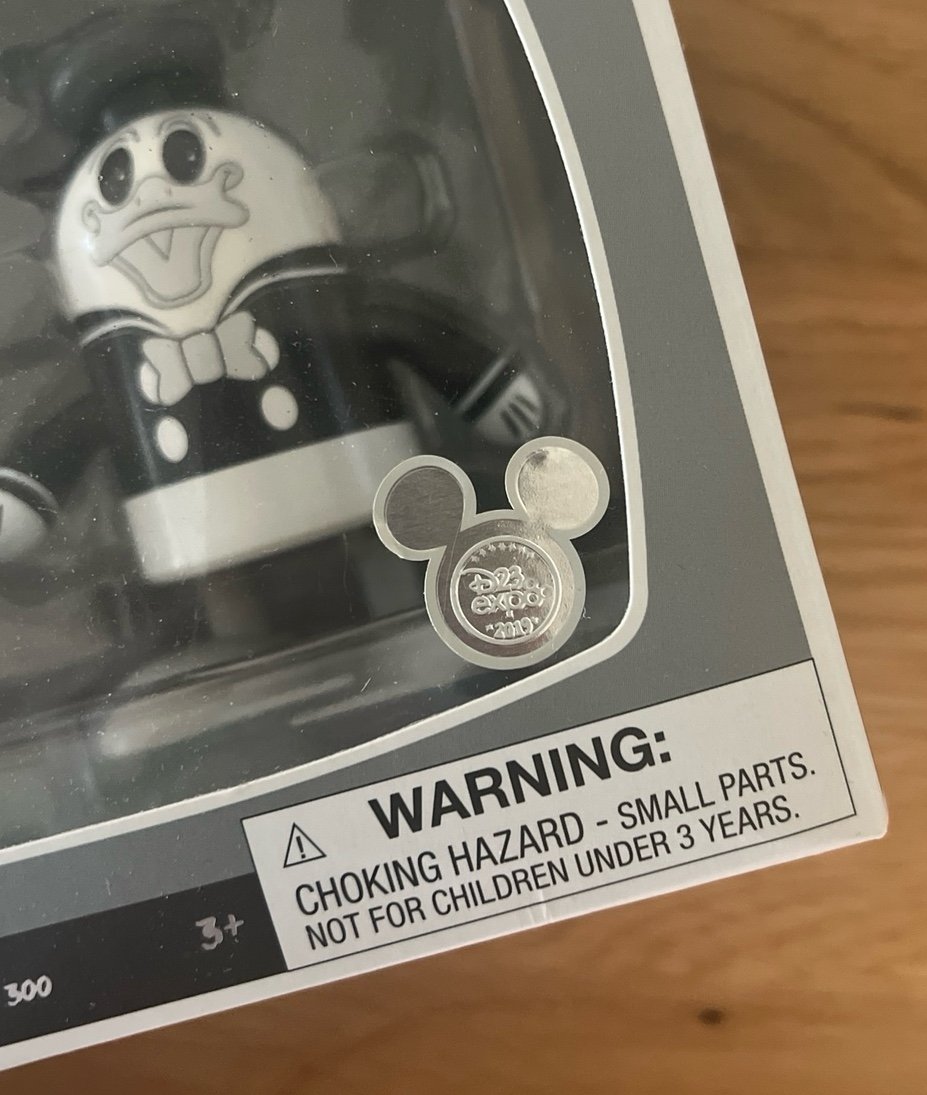 D23
expo
2019
WARNING:
CHOKING HAZARD - SMALL PARTS.
NOT FOR CHILDREN UNDER 3 YEARS.
3+
300